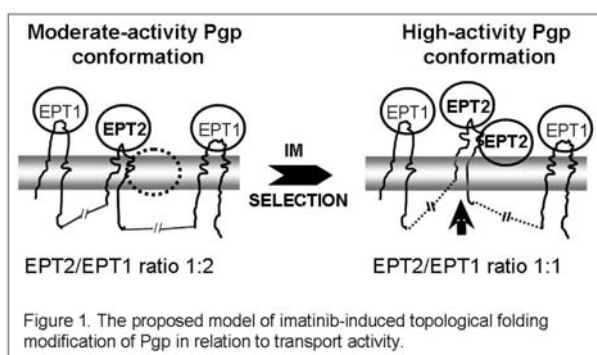 Moderate-activity Pgp conformation
High-activity Pgp conformation
EPT1
EPT2
EPT1
IM
SELECTION
EPT1
EPT2
EPT2
EPT1
EPT2/EPT1 ratio 1:2
EPT2/EPT1 ratio 1:1
Figure 1. The proposed model of imatinib-induced topological folding
modification of Pgp in relation to transport activity.